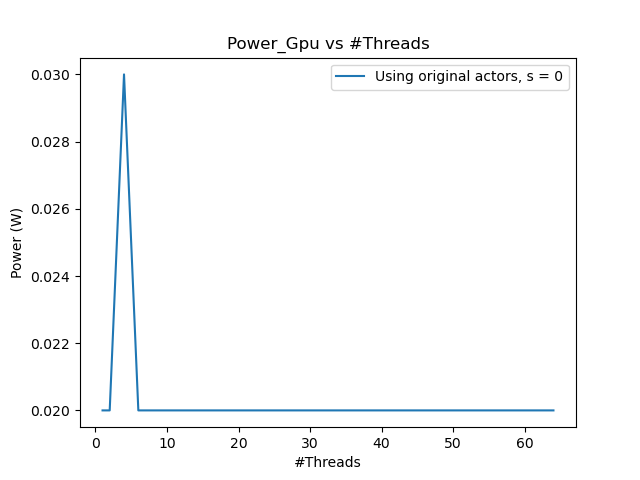 Power_Gpu vs #Threads
Using original actors, s = 0
0.030
0.028
0.026
0.024
0.022
0.020
Power (W)
0 10 20 30 40 50 60
#Threads